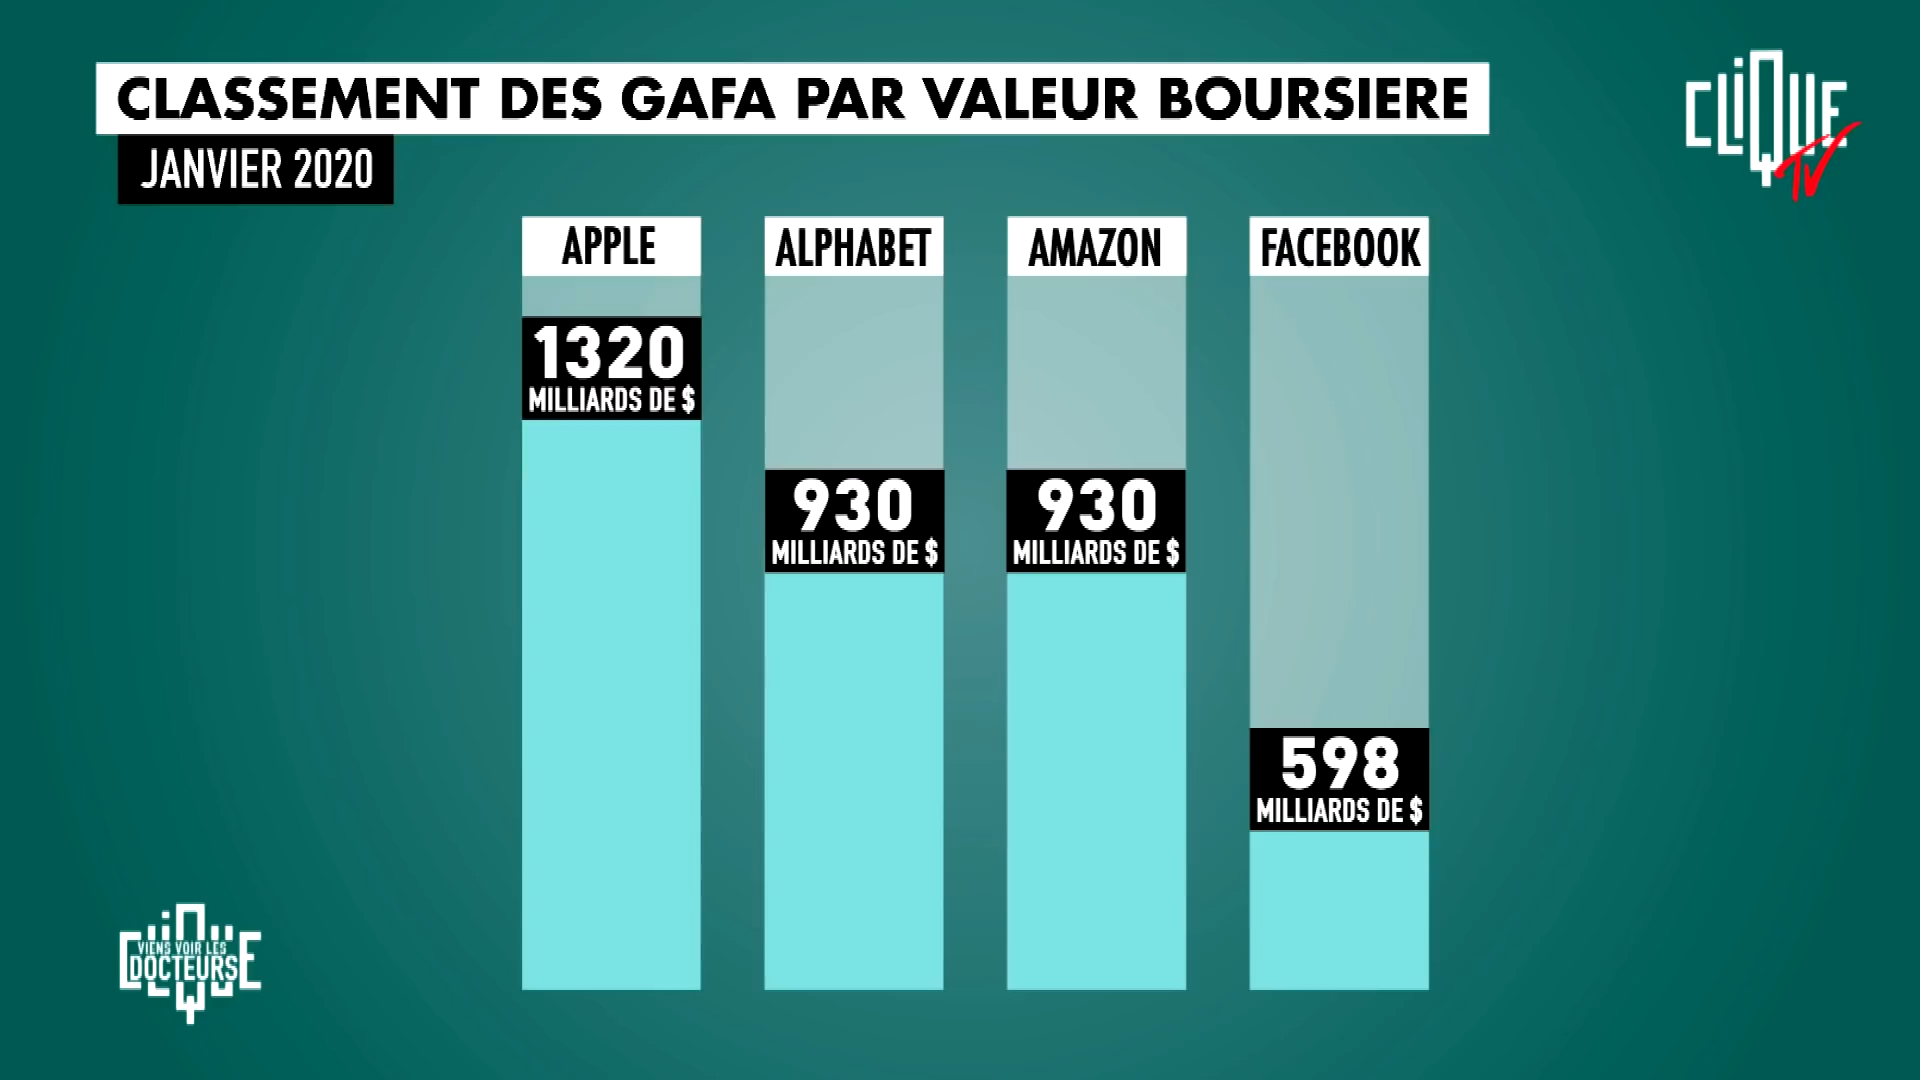 CLASSEMENT DES GAFA PAR VALEUR BOURSIERE
JANVIER 2020
CLIQUE
TV
APPLE
1320
MILLIARDS DE $
ALPHABET
930
MILLIARDS DE $
AMAZON
930
MILLIARDS DE $
FACEBOOK
598
MILLIARDS DE $
CLIQUE
VIENS VOIR LES
DOCTEURS